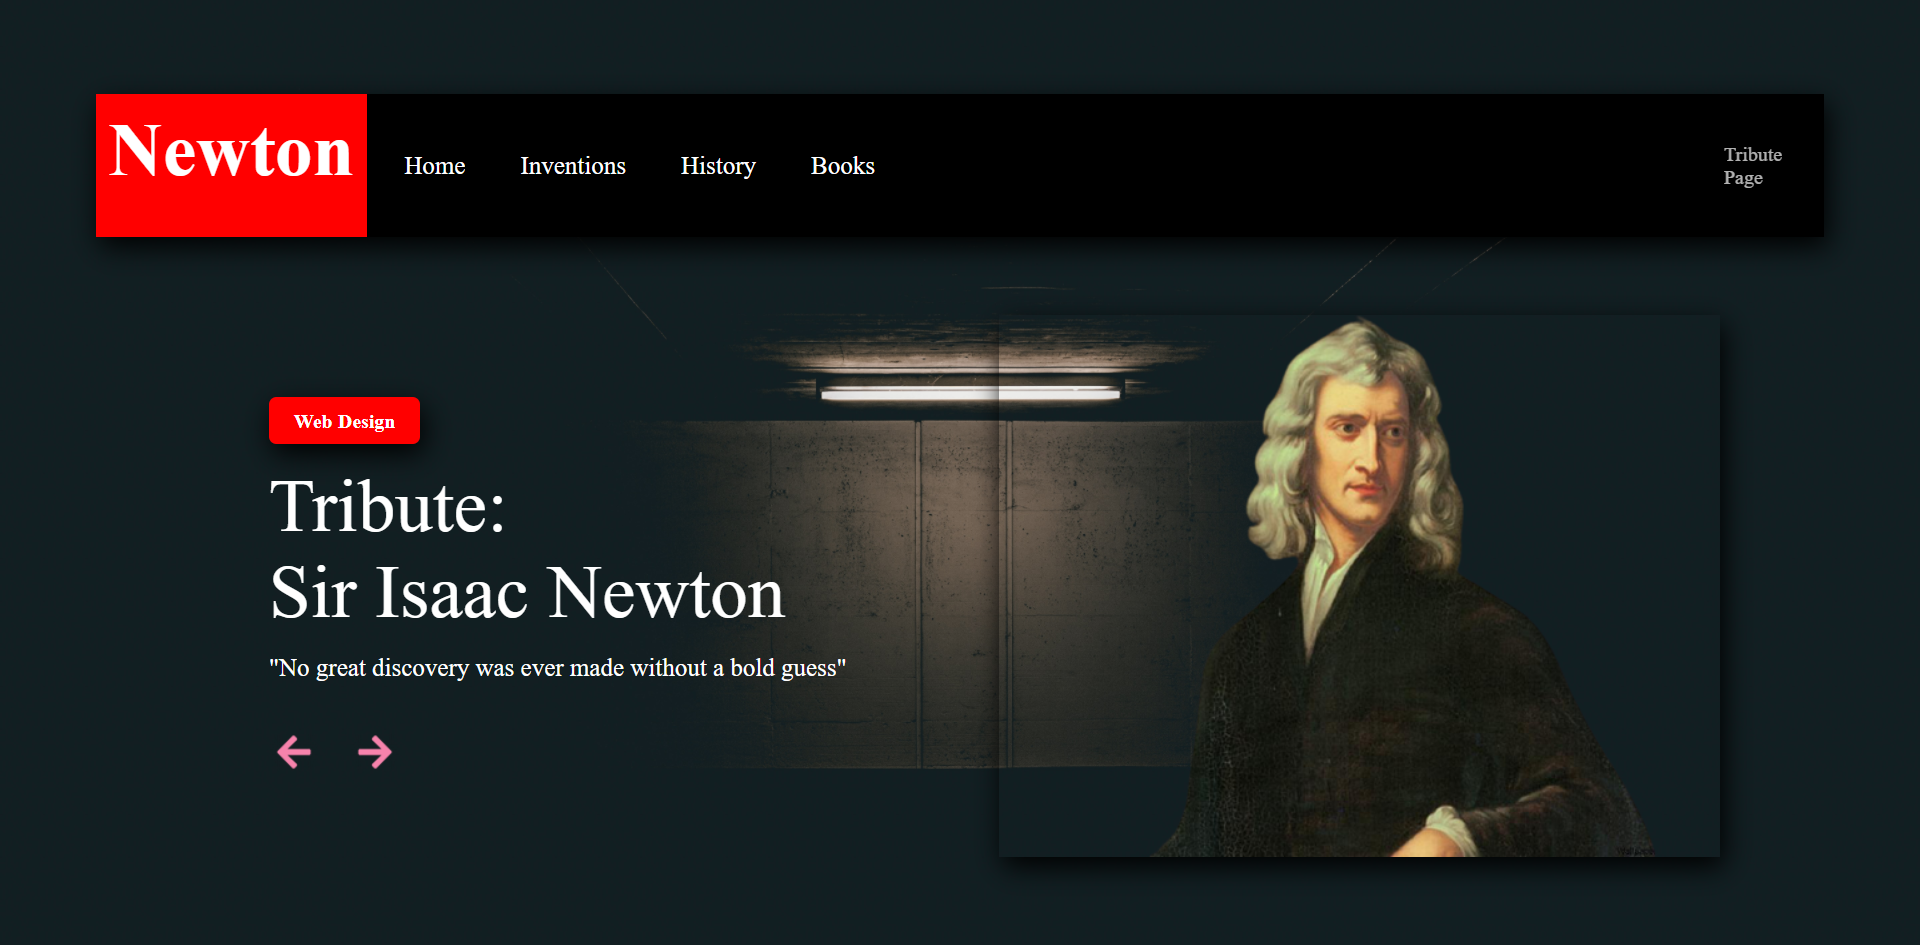 Newton
Home Inventions History Books
Tribute
Page
Web Design
Tribute:
Sir Isaac Newton
"No great discovery was ever made without a bold guess"